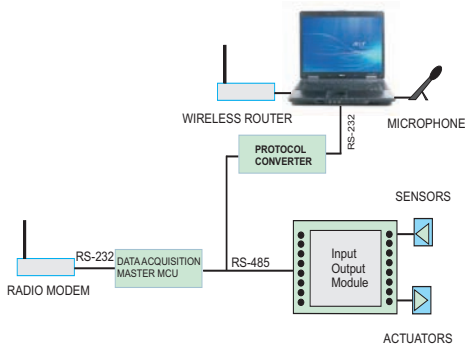 WIRELESS ROUTER
MICROPHONE
RS-232
PROTOCOL
CONVERTER
SENSORS
RS-232
DATA ACQUISITION
MASTER MCU
RS-485
Input
Output
Module
RADIO MODEM
ACTUATORS